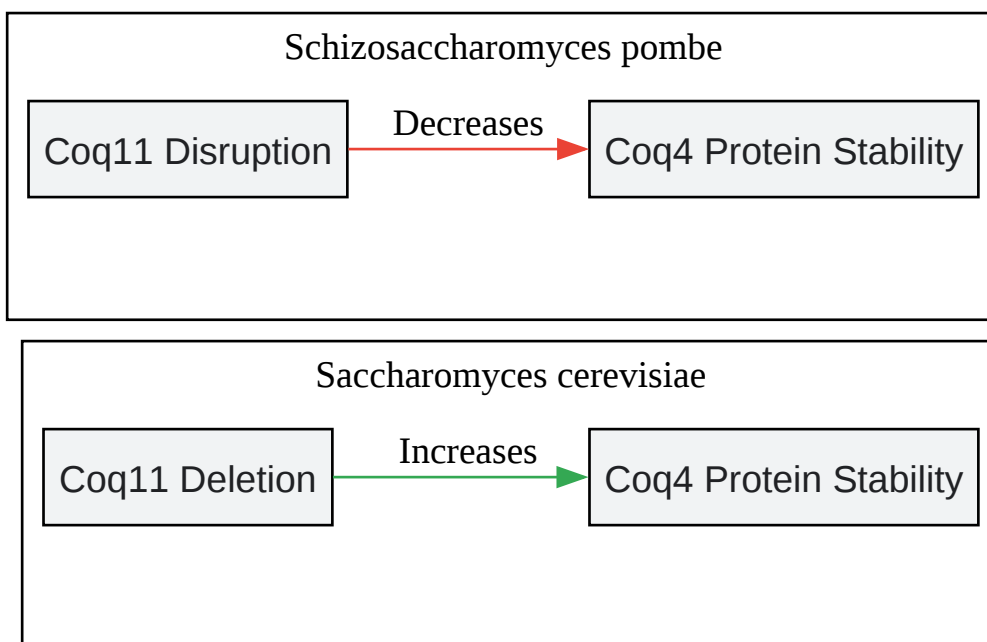 Schizosaccharomyces pombe
Coq11 Disruption
Decreases
Coq4 Protein Stability
Saccharomyces cerevisiae
Coq11 Deletion
Increases
Coq4 Protein Stability